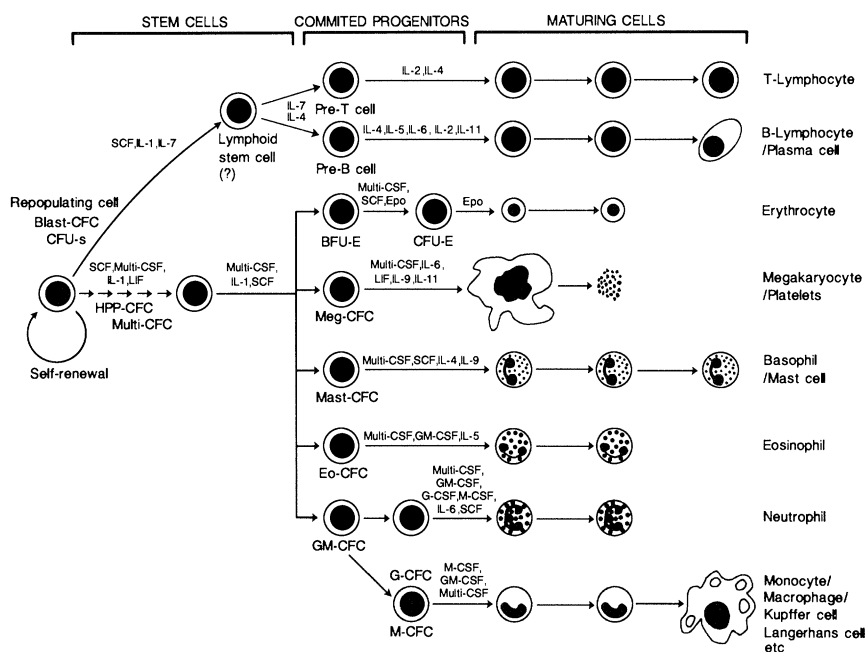 STEM CELLS
COMMITED PROGENITORS
MATURING CELLS
IL-2,IL-4
T-Lymphocyte
IL-7
IL-4
Pre-T cell
SCF,IL-1,IL-7
Lymphoid
stem cell
(?)
IL-4,IL-5,IL-6, IL-2,IL-11
Pre-B cell
B-Lymphocyte
/Plasma cell
Repopulating cell
Blast-CFC
CFU-s
Multi-CSF,
SCF,Epo
Epo
BFU-E
CFU-E
Erythrocyte
SCF,Multi-CSF,
IL-1,LIF
HPP-CFC
Multi-CFC
Multi-CSF,
IL-1,SCF
Multi-CSF,IL-6,
LIF,IL-9,IL-11
Meg-CFC
Megakaryocyte
/Platelets
Self-renewal
Multi-CSF,SCF,IL-4,IL-9
Mast-CFC
Basophil
/Mast cell
Multi-CSF,GM-CSF,IL-5
Eo-CFC
Eosinophil
Multi-CSF,
GM-CSF,
G-CSF,M-CSF,
IL-6,SCF
GM-CFC
Neutrophil
G-CFC
M-CSF,
GM-CSF,
Multi-CSF
M-CFC
Monocyte/
Macrophage/
Kupffer cell
Langerhans cell
etc